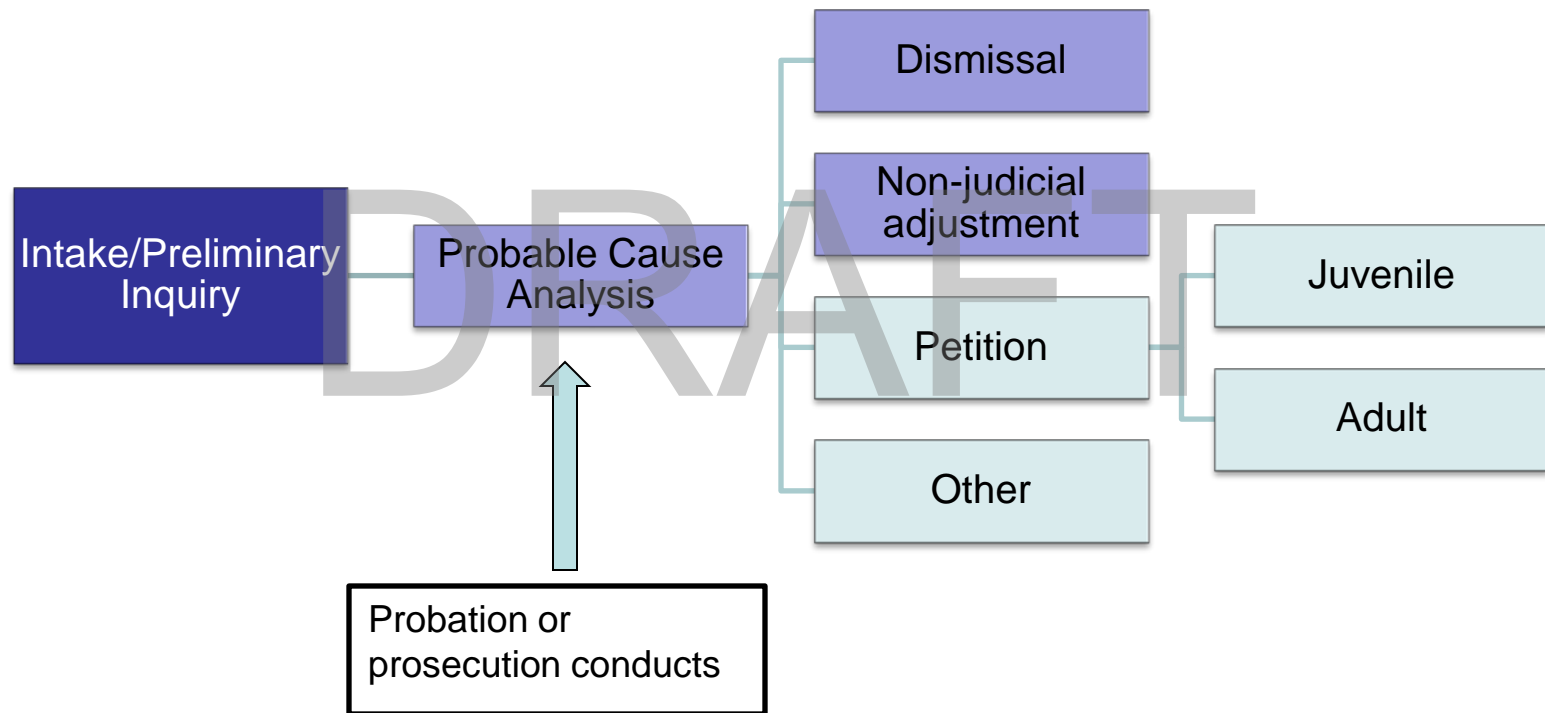 Dismissal
Non-judicial
adjustment
Intake/Preliminary
Inquiry
Probable Cause
Analysis
Juvenile
Petition
Adult
Other
Probation or
prosecution conducts
DRAFT